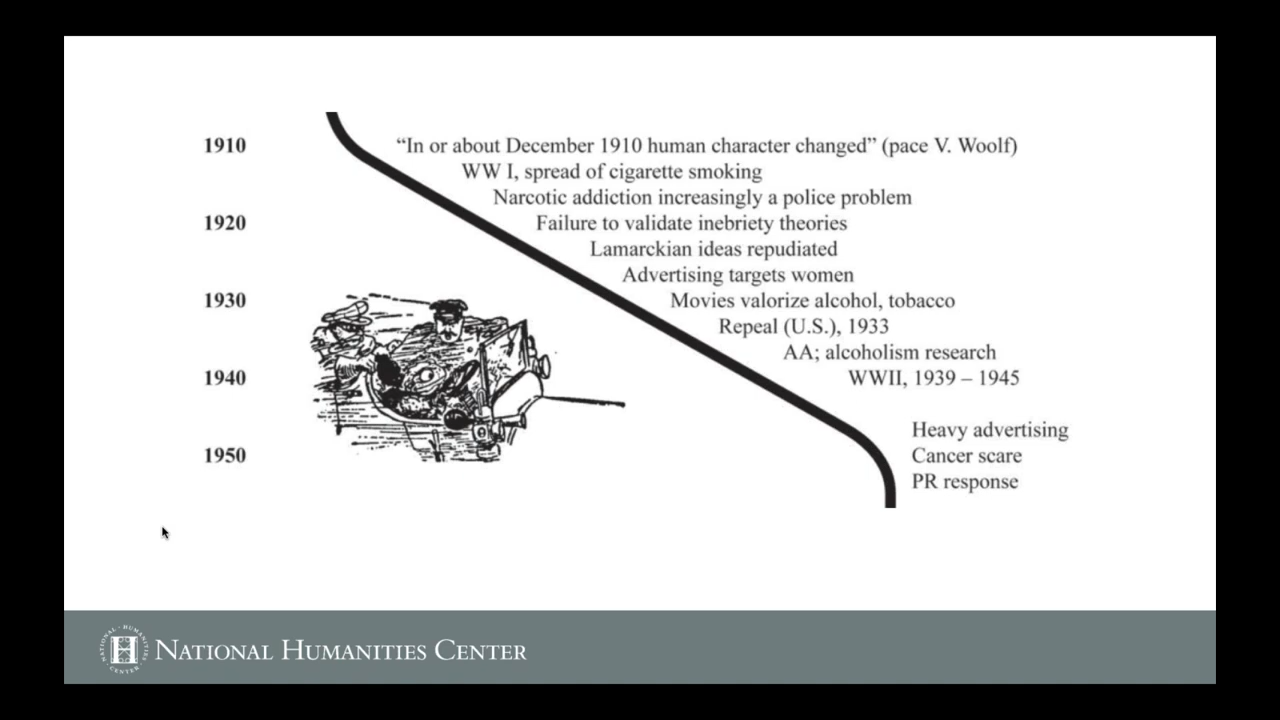 1910 “In or about December 1910 human character changed” (pace V. Woolf)
WW I, spread of cigarette smoking
Narcotic addiction increasingly a police problem
1920 Failure to validate inebriety theories
Lamarckian ideas repudiated
Advertising targets women
1930 Movies valorize alcohol, tobacco
Repeal (U.S.), 1933
AA; alcoholism research
1940 WWII, 1939 – 1945
Heavy advertising
1950 Cancer scare
PR response
NATIONAL HUMANITIES CENTER
NATIONAL · HUMANITIES · CENTER ·
H